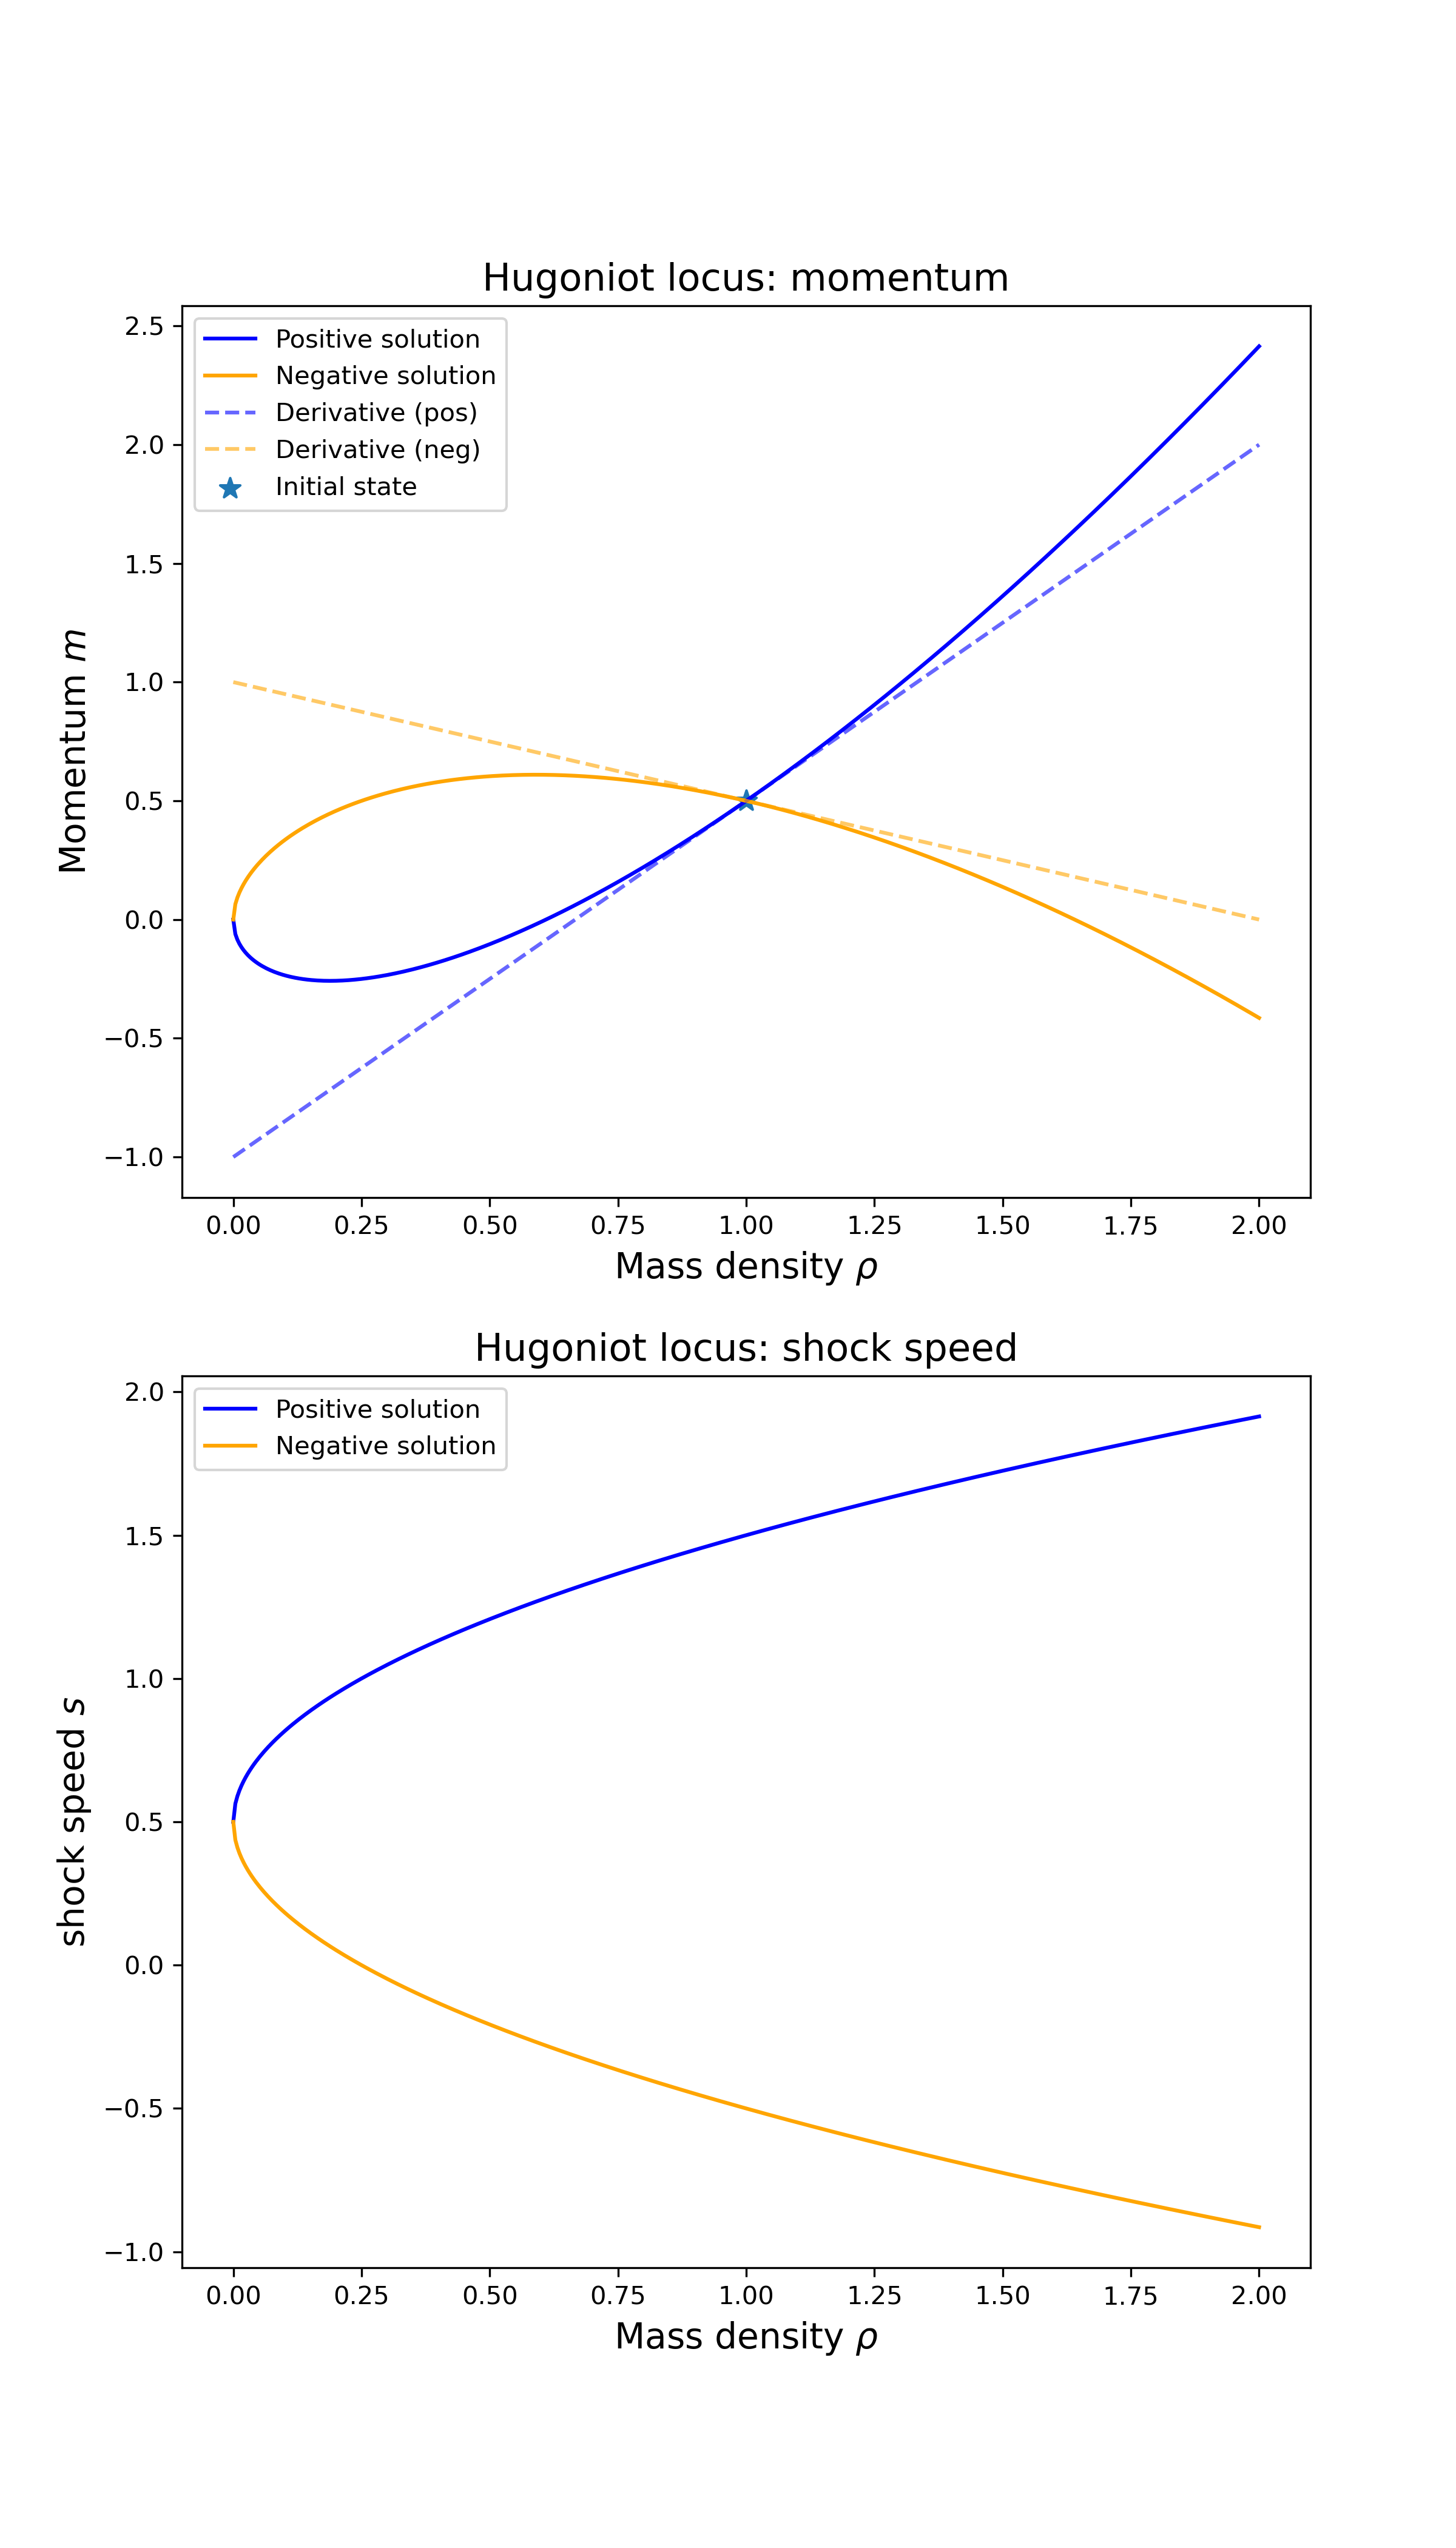 Hugoniot locus: momentum
Positive solution
Negative solution
Derivative (pos)
Derivative (neg)
Initial state
2.5
2.0
1.5
1.0
0.5
0.0
−0.5
−1.0
Momentum m
0.00 0.25 0.50 0.75 1.00 1.25 1.50 1.75 2.00
Mass density ρ
Hugoniot locus: shock speed
Positive solution
Negative solution
2.0
1.5
1.0
0.5
0.0
−0.5
−1.0
shock speed s
0.00 0.25 0.50 0.75 1.00 1.25 1.50 1.75 2.00
Mass density ρ